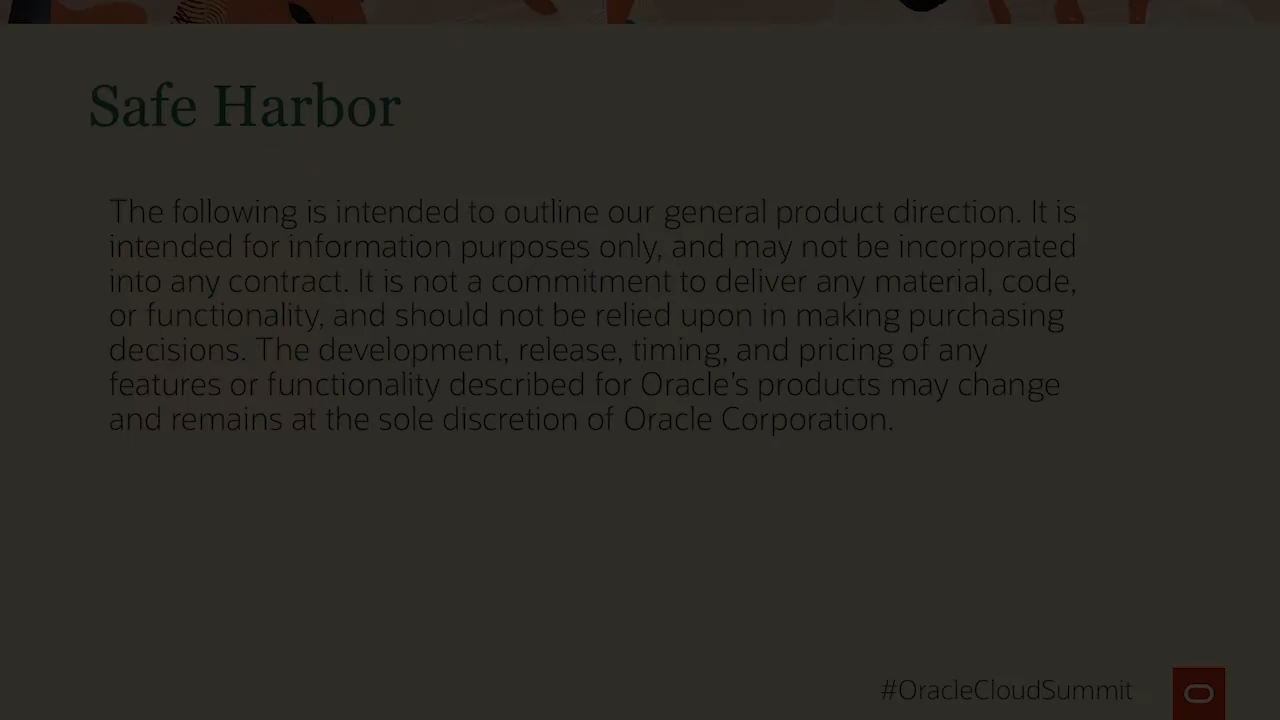 Safe Harbor
The following is intended to outline our general product direction. It is
intended for information purposes only, and may not be incorporated
into any contract. It is not a commitment to deliver any material, code,
or functionality, and should not be relied upon in making purchasing
decisions. The development, release, timing, and pricing of any
features or functionality described for Oracle’s products may change
and remains at the sole discretion of Oracle Corporation.
#OracleCloudSummit